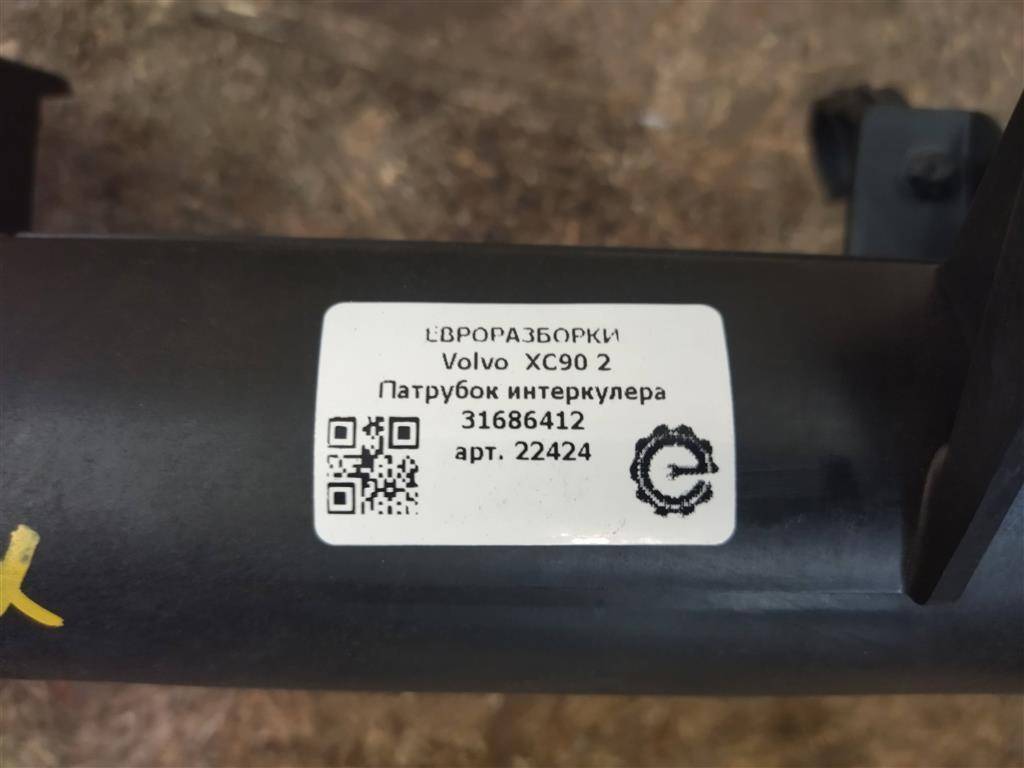 ЕВРОРАЗБОРКИ
Volvo XC90 2
Патрубок интеркулера
31686412
арт. 22424